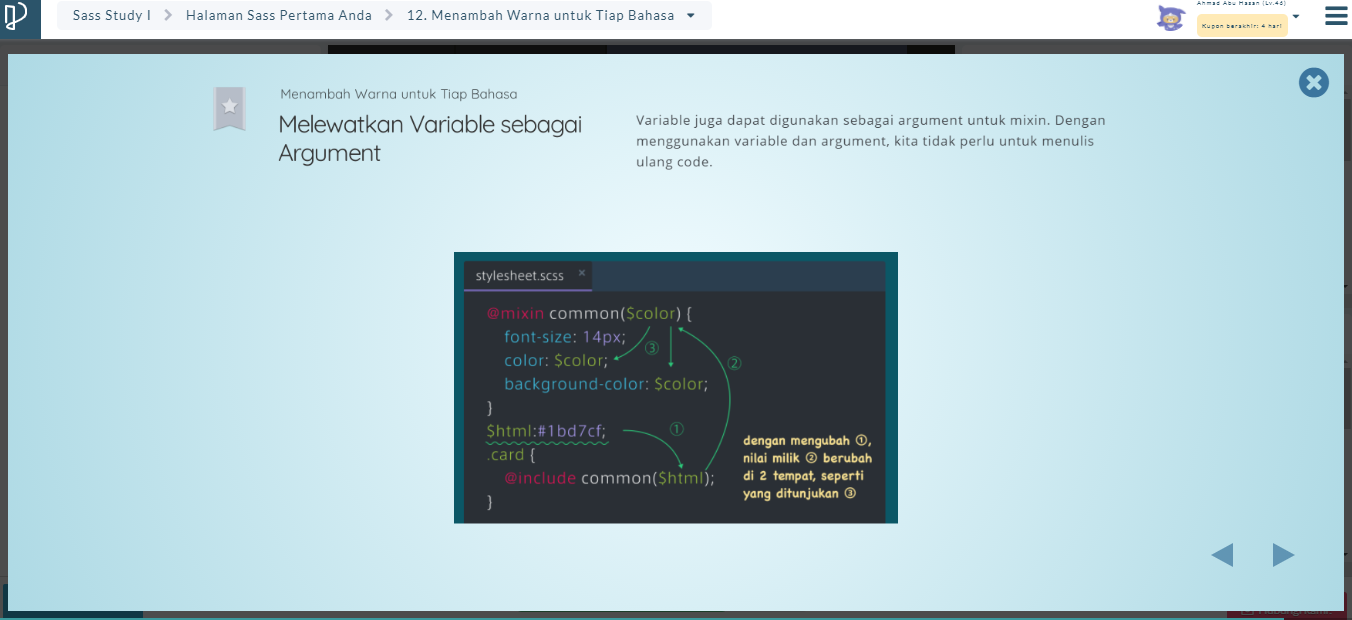 Sass Study I
Halaman Sass Pertama Anda
12. Menambah Warna untuk Tiap Bahasa
Ahmad Abu Hasan (Lv.46)
Kupon berakhir: 4 hari
Menambah Warna untuk Tiap Bahasa
Melewatkan Variable sebagai
Argument
Variable juga dapat digunakan sebagai argument untuk mixin. Dengan
menggunakan variable dan argument, kita tidak perlu untuk menulis
ulang code.
stylesheet.scss ×
@mixin common($color) {
font-size: 14px;
color: $color;
background-color: $color;
}
$html:#1bd7cf;
.card {
@include common($html);
}
③
②
①
dengan mengubah ①,
nilai milik ② berubah
di 2 tempat, seperti
yang ditunjukan ③